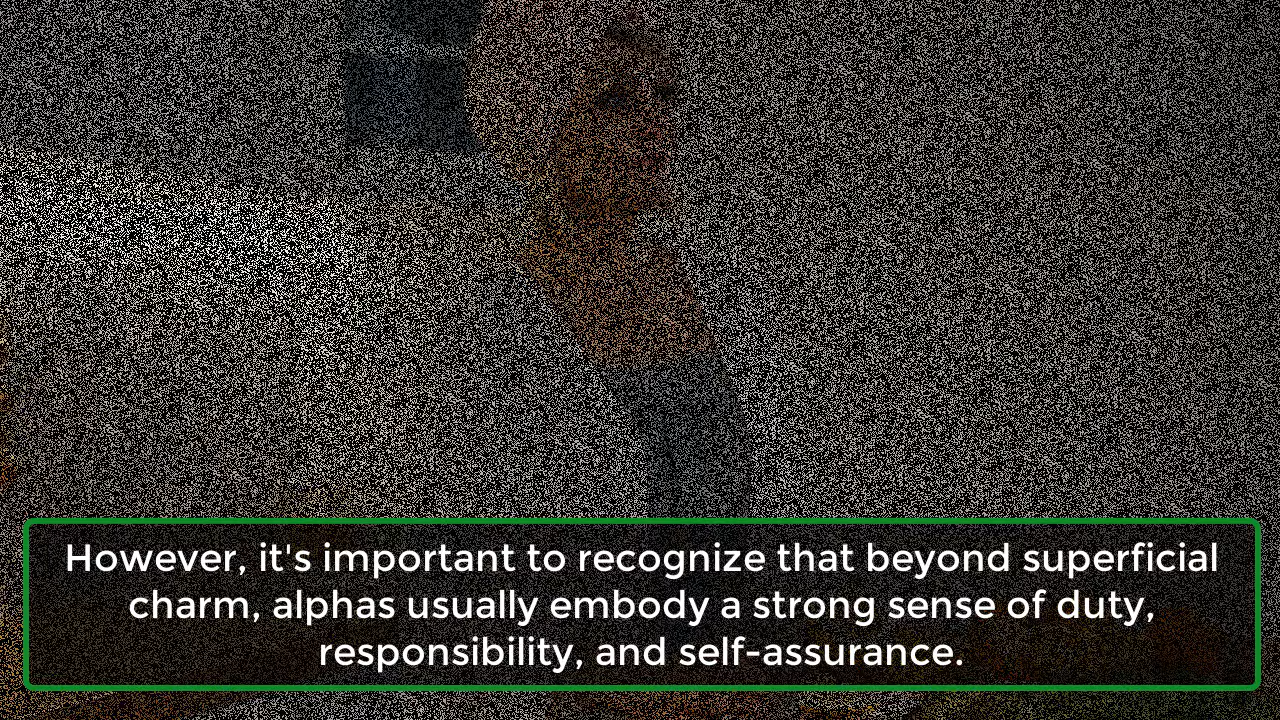 However, it's important to recognize that beyond superficial
charm, alphas usually embody a strong sense of duty,
responsibility, and self-assurance.